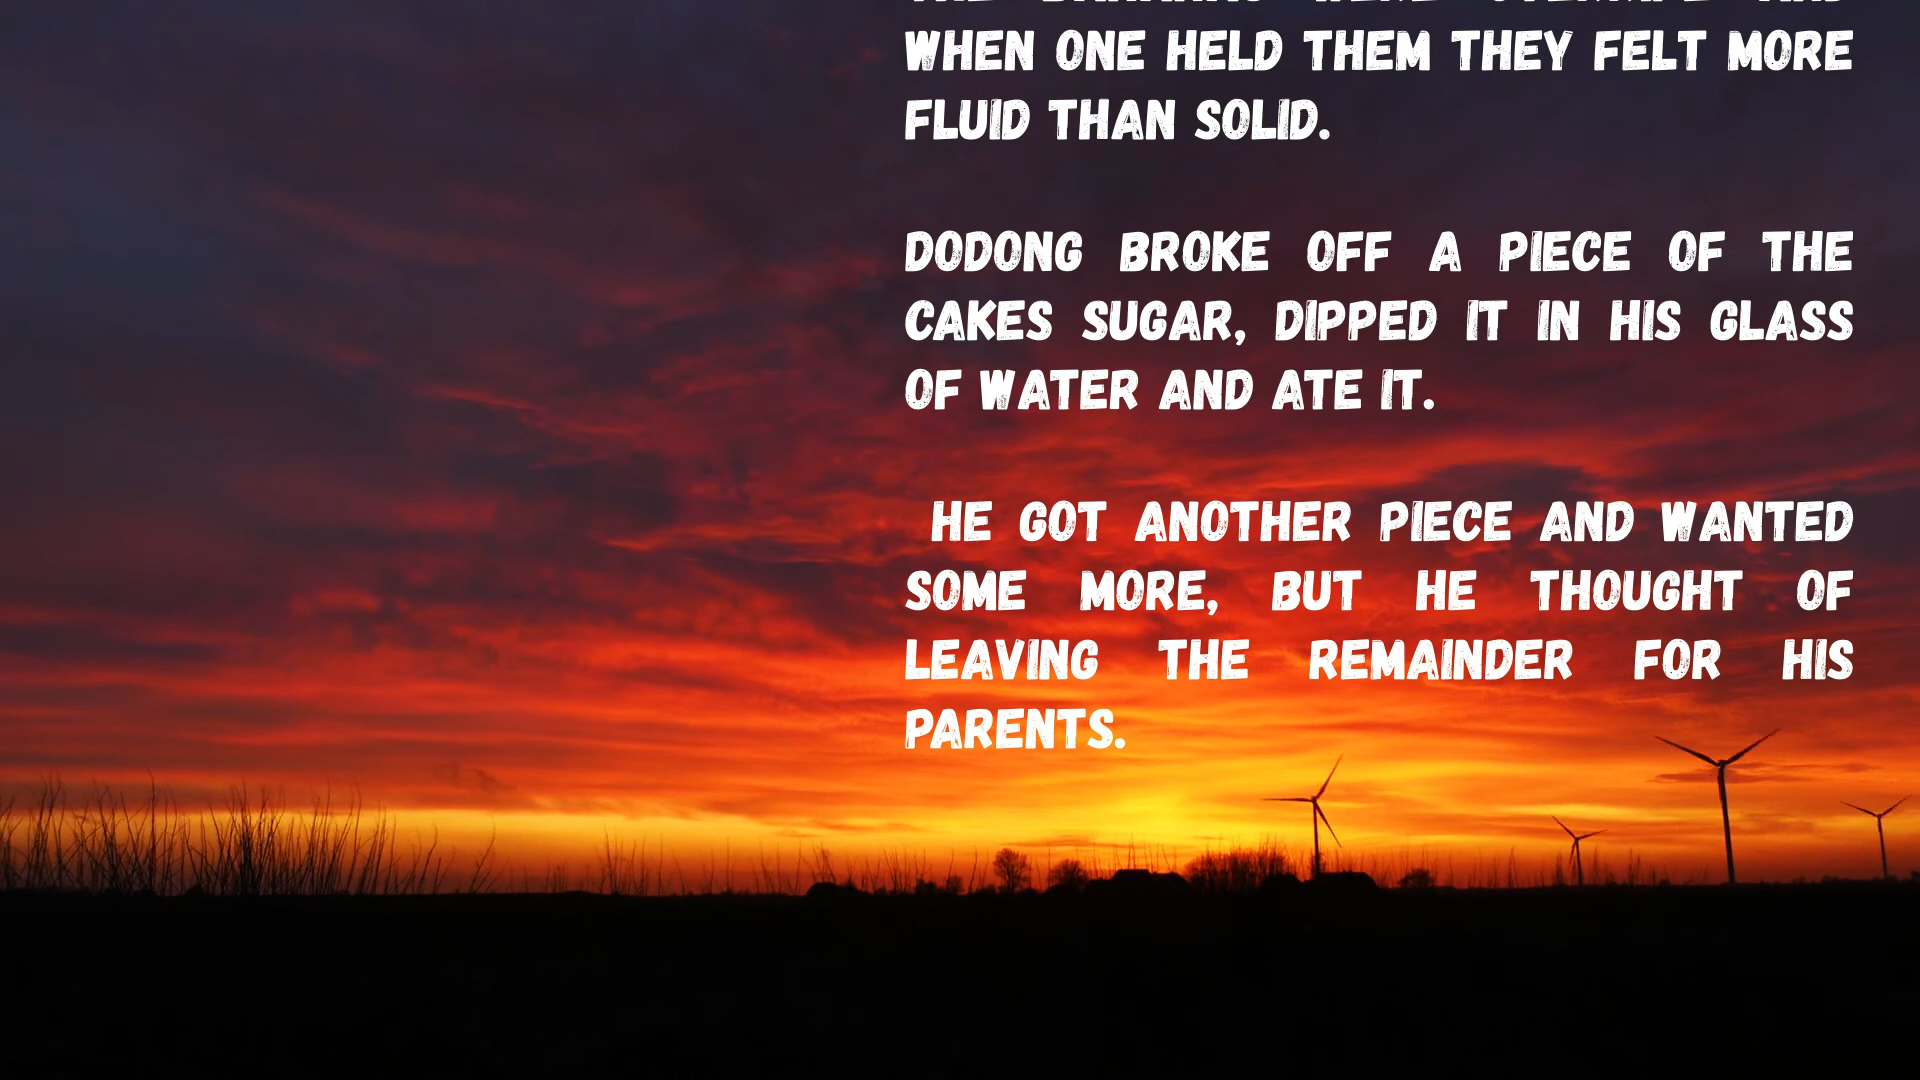 WHEN ONE HELD THEM THEY FELT MORE
FLUID THAN SOLID.
DODONG BROKE OFF A PIECE OF THE
CAKES SUGAR, DIPPED IT IN HIS GLASS
OF WATER AND ATE IT.
HE GOT ANOTHER PIECE AND WANTED
SOME MORE, BUT HE THOUGHT OF
LEAVING THE REMAINDER FOR HIS
PARENTS.